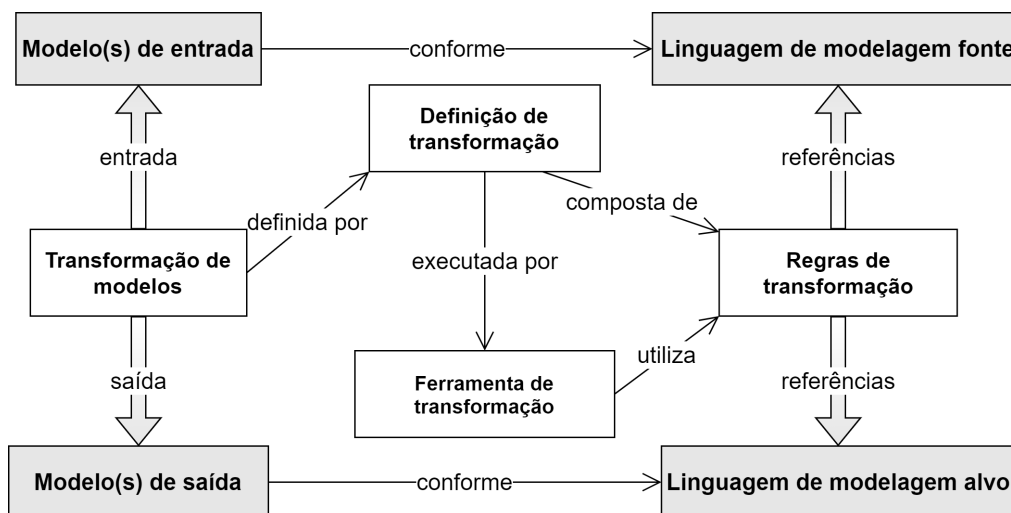 Modelo(s) de entrada
conforme
Linguagem de modelagem fonte
Definição de
transformação
entrada
referências
composta de
definida por
Transformação de
modelos
executada por
Regras de
transformação
utiliza
saída
Ferramenta de
transformação
referências
Modelo(s) de saída
conforme
Linguagem de modelagem alvo